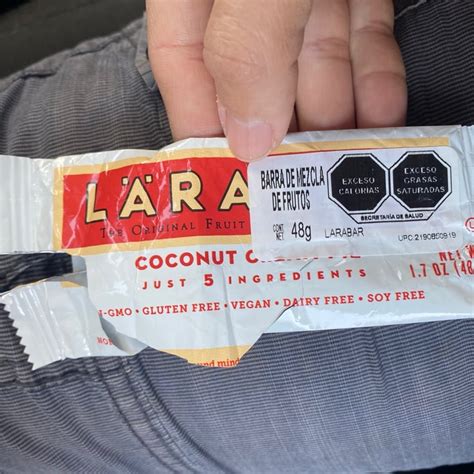 LÄRA
THE ORIGINAL FRUIT
BARRA DE MEZCLA
DE FRUTOS
CONT
NET 48g LARABAR
EXCESO
CALORÍAS
EXCESO
GRASAS
SATURADAS
SECRETARÍA DE SALUD
COCONUT
JUST 5 INGREDIENTS
-GMO • GLUTEN FREE • VEGAN • DAIRY FREE • SOY FREE
NET W
1.7 OZ (48